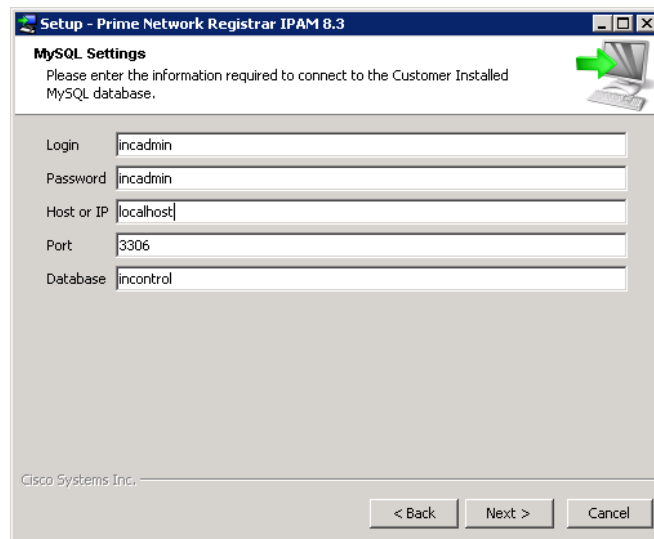 Setup - Prime Network Registrar IPAM 8.3
MySQL Settings
Please enter the information required to connect to the Customer Installed
MySQL database.
Login incadmin
Password incadmin
Host or IP localhost
Port 3306
Database incontrol
Cisco Systems Inc.
< Back Next > Cancel